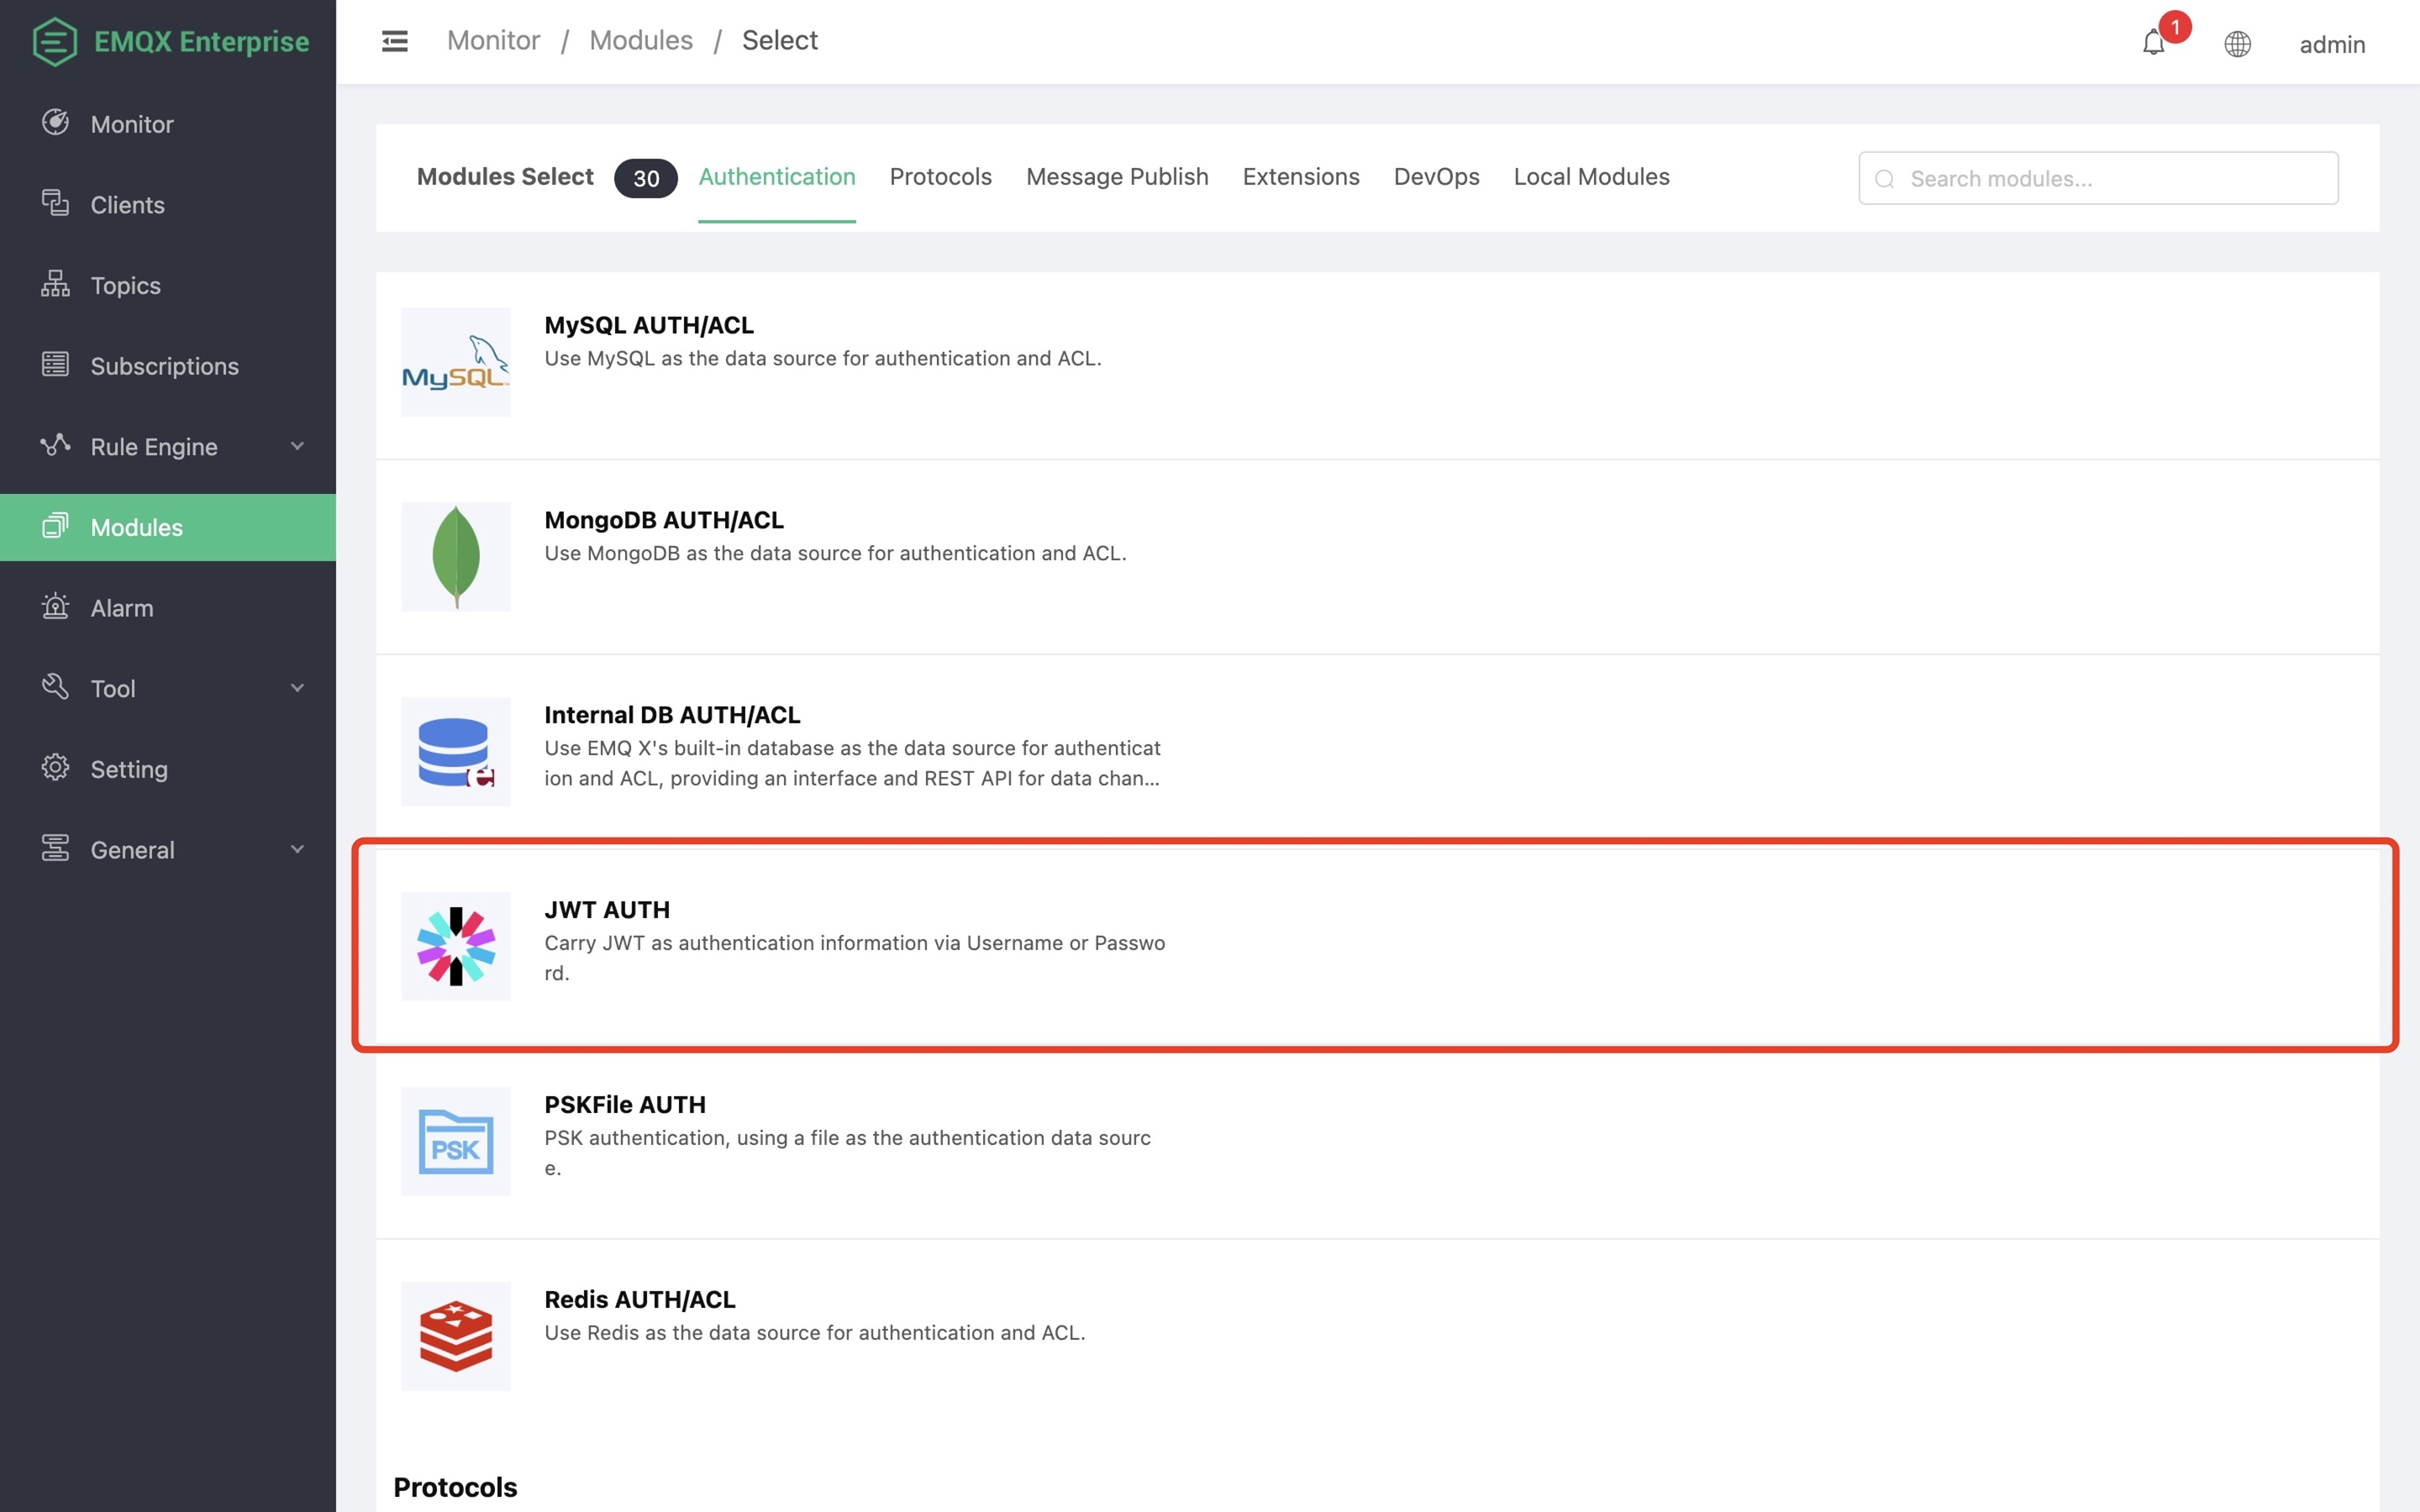 EMQX Enterprise
Monitor / Modules / Select
1
admin
Monitor
Clients
Topics
Subscriptions
Rule Engine
Modules
Alarm
Tool
Setting
General
Modules Select 30 Authentication Protocols Message Publish Extensions DevOps Local Modules
Search modules...
MySQL
MySQL AUTH/ACL
Use MySQL as the data source for authentication and ACL.
MongoDB AUTH/ACL
Use MongoDB as the data source for authentication and ACL.
e
Internal DB AUTH/ACL
Use EMQ X's built-in database as the data source for authenticat
ion and ACL, providing an interface and REST API for data chan...
JWT AUTH
Carry JWT as authentication information via Username or Passwo
rd.
PSK
PSKFile AUTH
PSK authentication, using a file as the authentication data sourc
e.
Redis AUTH/ACL
Use Redis as the data source for authentication and ACL.
Protocols